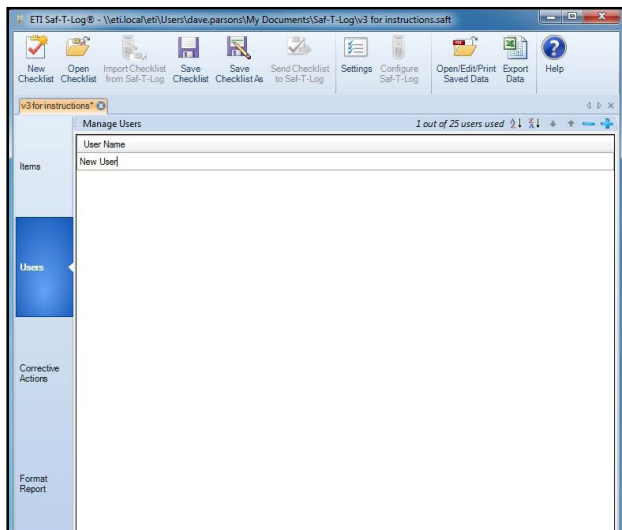 ETI Saf-T-Log® - \\eti.local\eti\Users\dave.parsons\My Documents\Saf-T-Log\v3 for instructions.saft
New Checklist
Open Checklist
Import Checklist from Saf-T-Log
Save Checklist
Save Checklist As
Send Checklist to Saf-T-Log
Settings
Configure Saf-T-Log
Open/Edit/Print Saved Data
Export Data
Help
v3 for instructions*
Manage Users
1 out of 25 users used
User Name
New User
Items
Users
Corrective
Actions
Format
Report